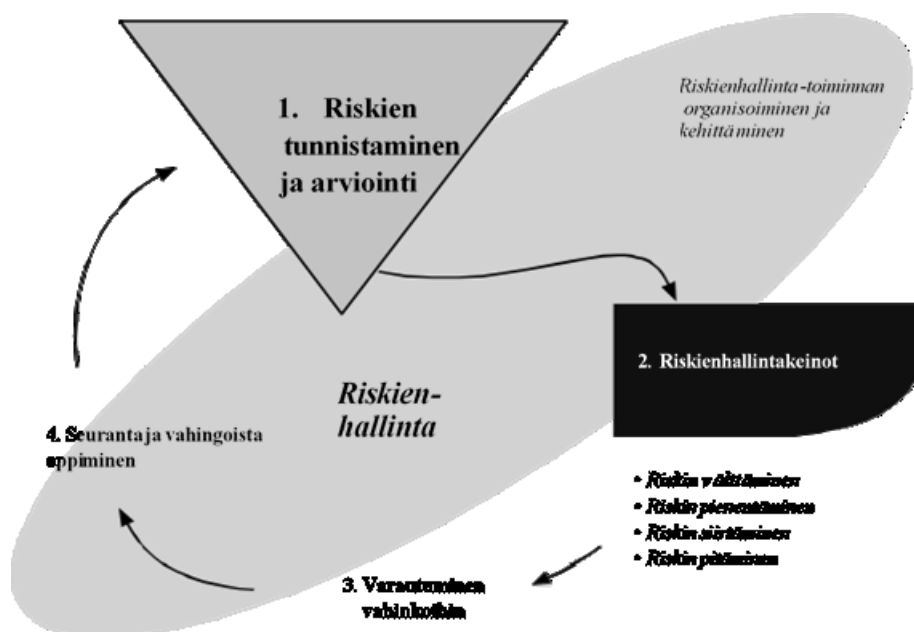 1. Riskien
tunnistaminen
ja arviointi
Riskienhallinta-toiminnan
organisoiminen ja
kehittäminen
2. Riskienhallintakeinot
Riskien-
hallinta
4. Seuranta ja vahingoista
oppiminen
• Riskin välttäminen
• Riskin pienentäminen
• Riskin siirtäminen
• Riskin pitäminen
3. Varautuminen
vahinkoihin